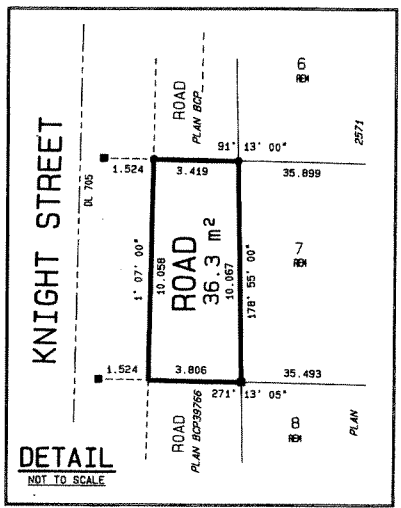 6
REM
ROAD
PLAN BCP
2571
91° 13' 00"
1.524
3.419
35.899
KNIGHT STREET
DL 705
1° 07' 00"
10.058
ROAD
36.3 m²
10.067
178° 55' 00"
7
REM
1.524
3.806
35.493
271° 13' 05"
ROAD
PLAN BCP39766
8
REM
PLAN
DETAIL
NOT TO SCALE